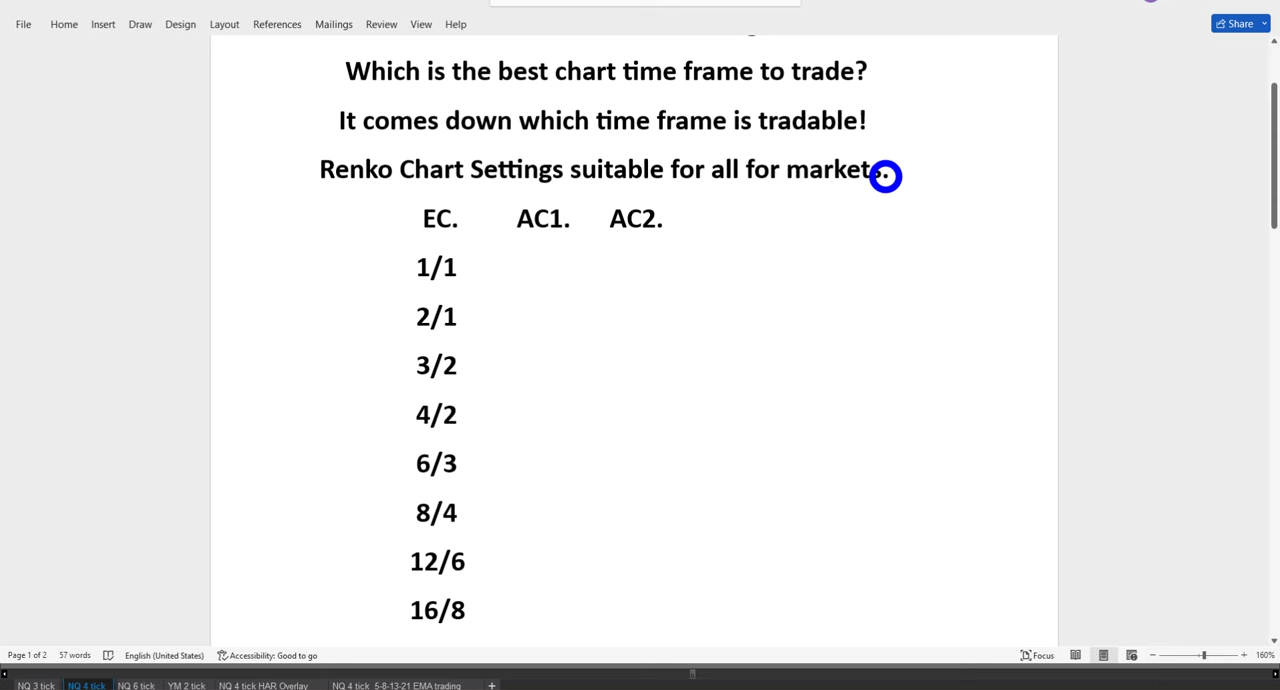 File Home Insert Draw Design Layout References Mailings Review View Help Share
Which is the best chart time frame to trade?
It comes down which time frame is tradable!
Renko Chart Settings suitable for all for markets.
EC. AC1. AC2.
1/1
2/1
3/2
4/2
6/3
8/4
12/6
16/8
Page 1 of 2 57 words English (United States) Accessibility: Good to go Focus 160%
NQ 3 tick NQ 4 tick NQ 6 tick YM 2 tick NQ 4 tick HAR Overlay NQ 4 tick 5-8-13-21 EMA trading